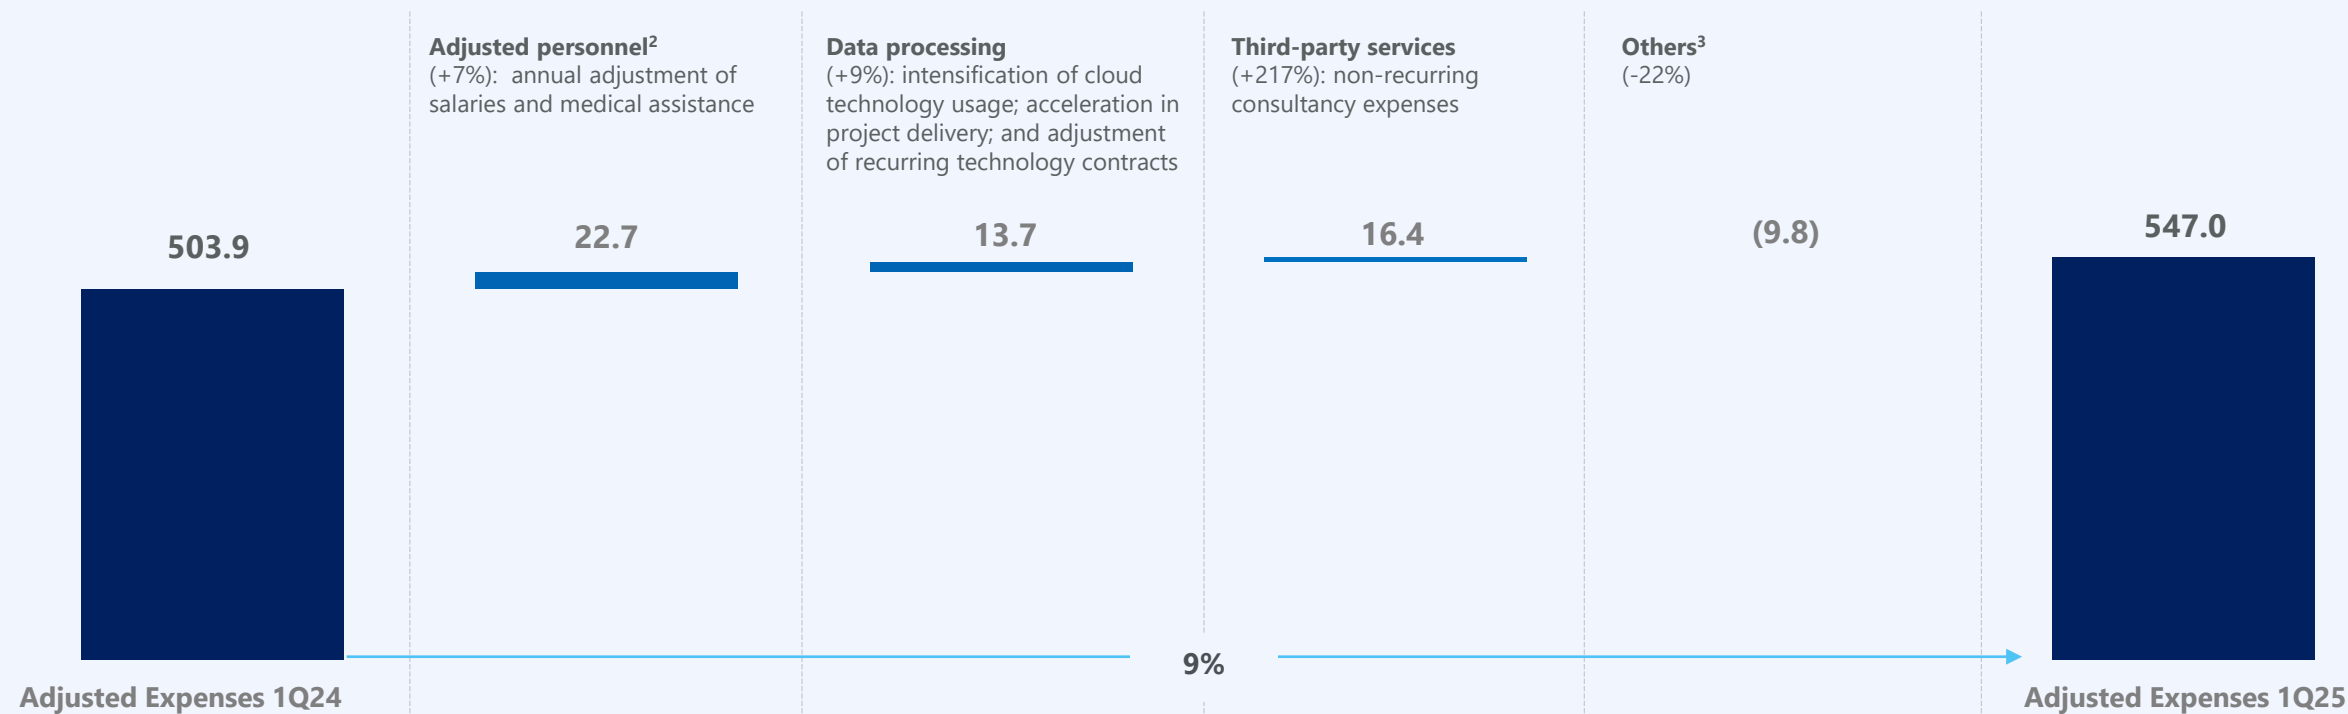 Adjusted personnel²
(+7%):  annual adjustment of
salaries and medical assistance
Data processing
(+9%): intensification of cloud
technology usage; acceleration in
project delivery; and adjustment
of recurring technology contracts
Third-party services
(+217%): non-recurring
consultancy expenses
Others³
(-22%)
503.9
22.7
13.7
16.4
(9.8)
547.0
9%
Adjusted Expenses 1Q24
Adjusted Expenses 1Q25